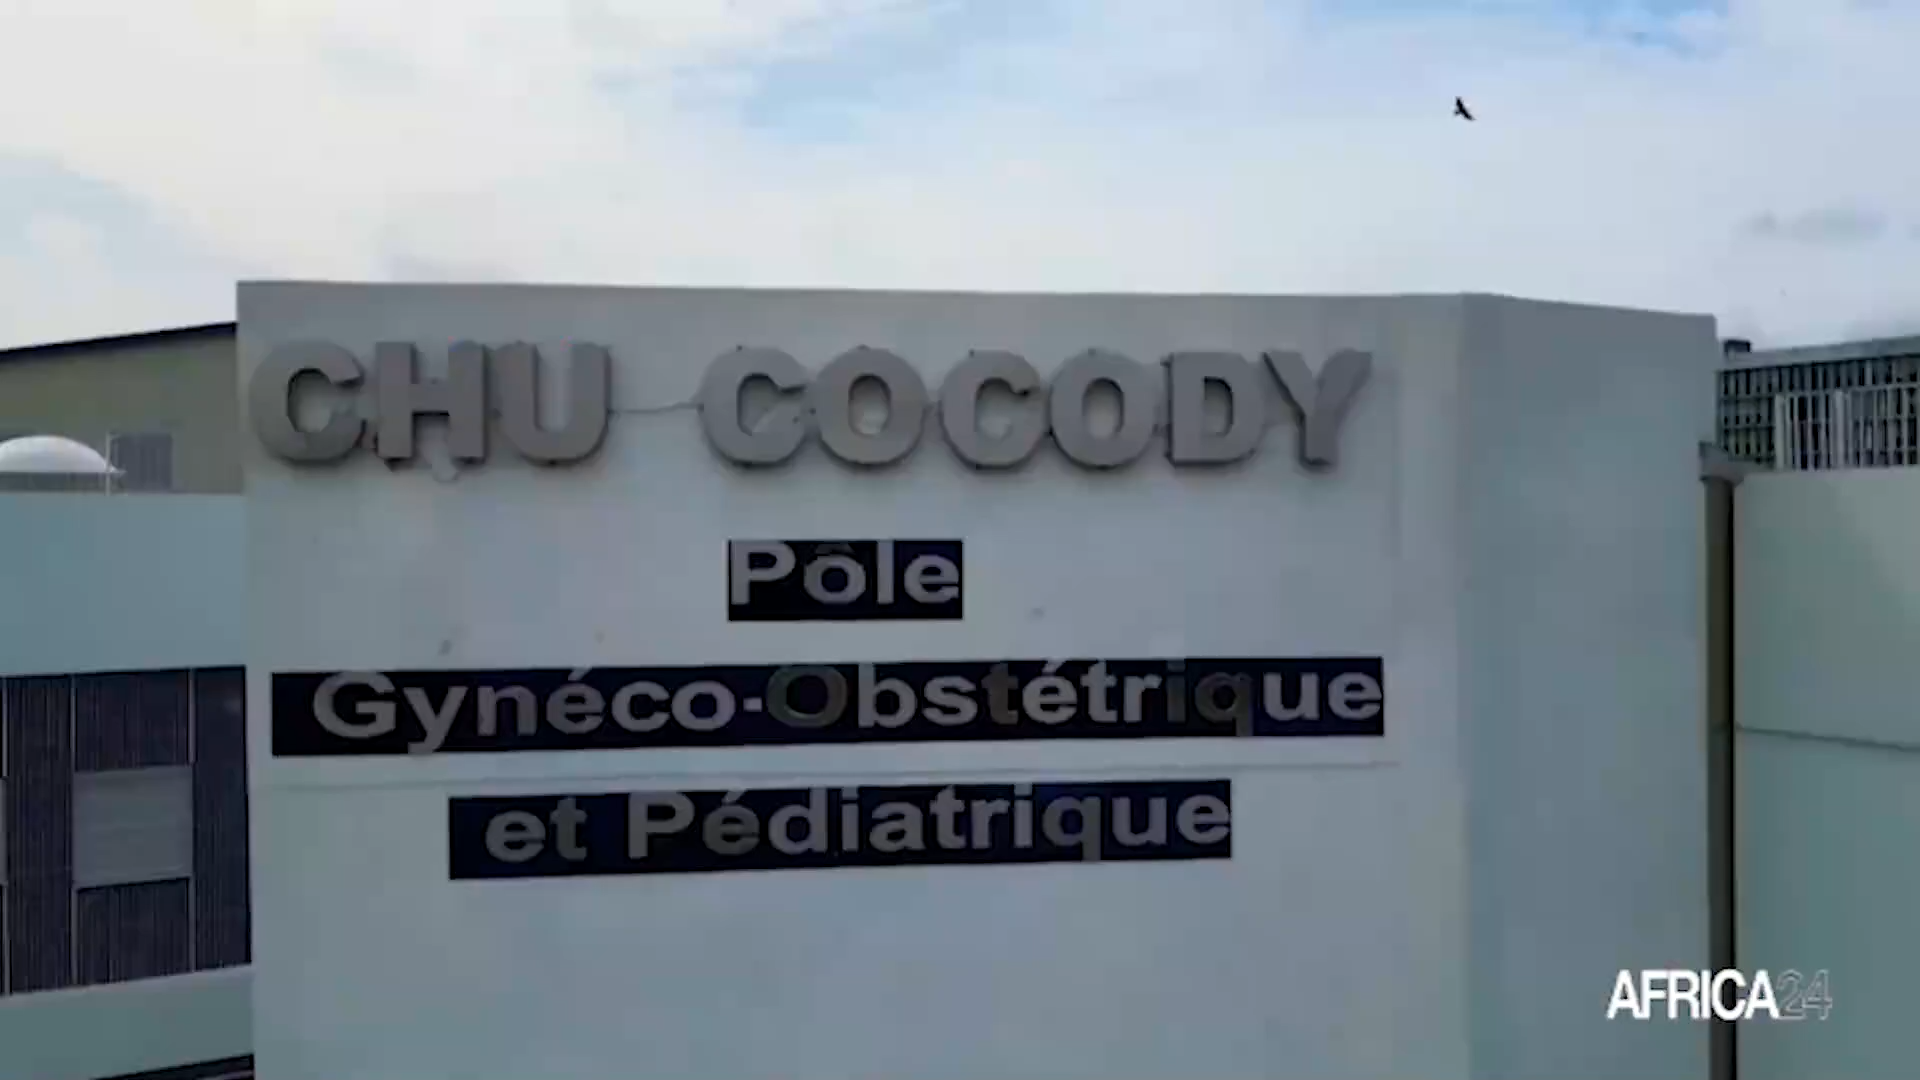 CHU COCODY
Pôle
Gynéco-Obstétrique
et Pédiatrique
AFRICA24